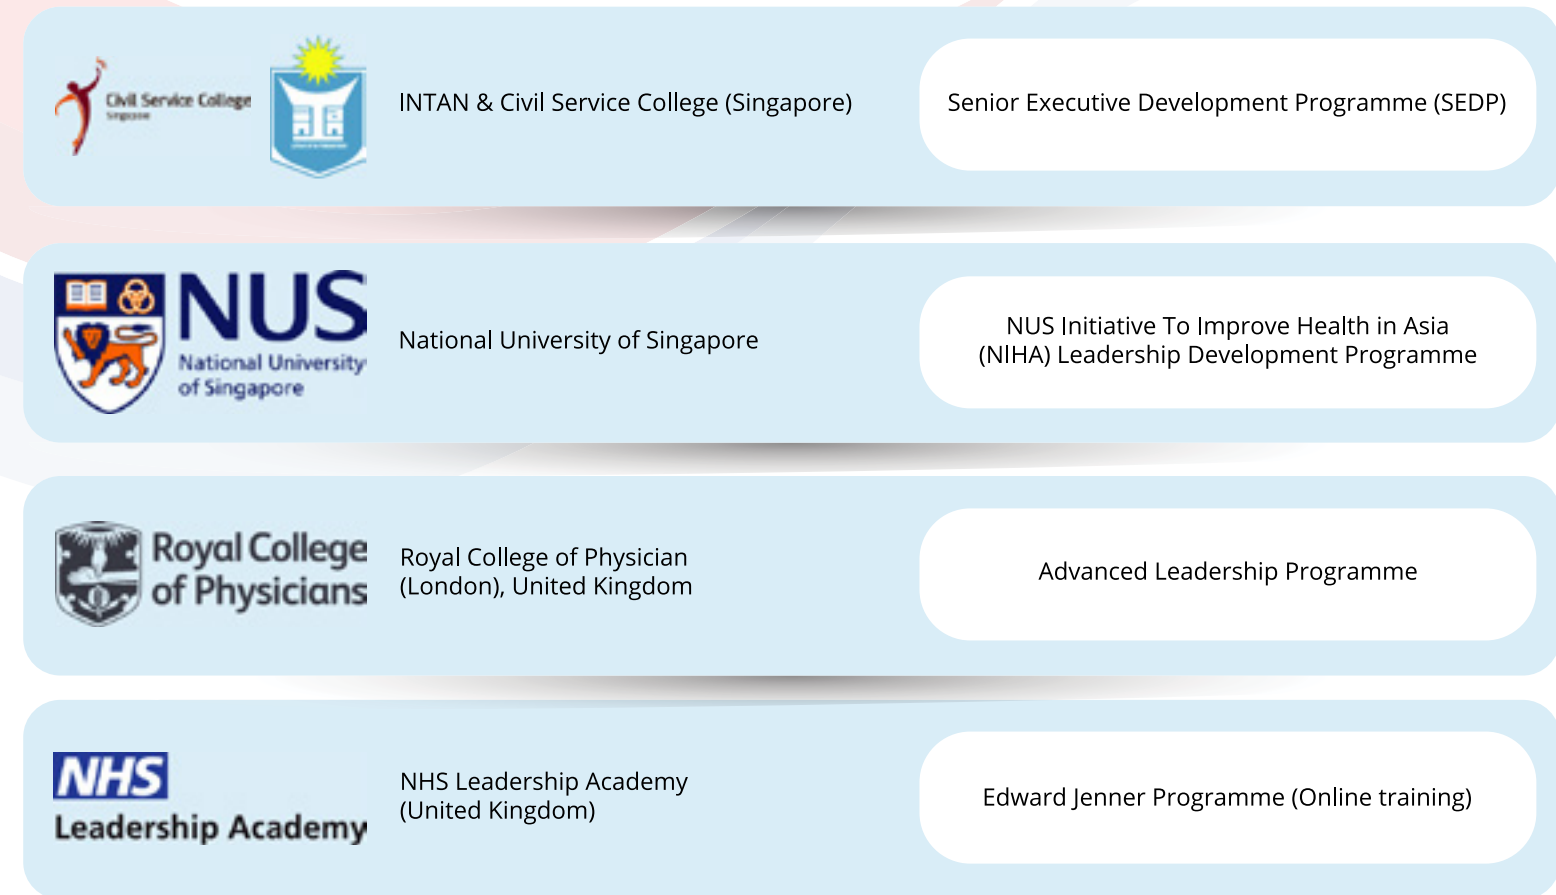 Civil Service College
Singapore
INTAN & Civil Service College (Singapore)
Senior Executive Development Programme (SEDP)
NUS
National University
of Singapore
National University of Singapore
NUS Initiative To Improve Health in Asia
(NIHA) Leadership Development Programme
Royal College
of Physicians
Royal College of Physician
(London), United Kingdom
Advanced Leadership Programme
NHS
Leadership Academy
NHS Leadership Academy
(United Kingdom)
Edward Jenner Programme (Online training)